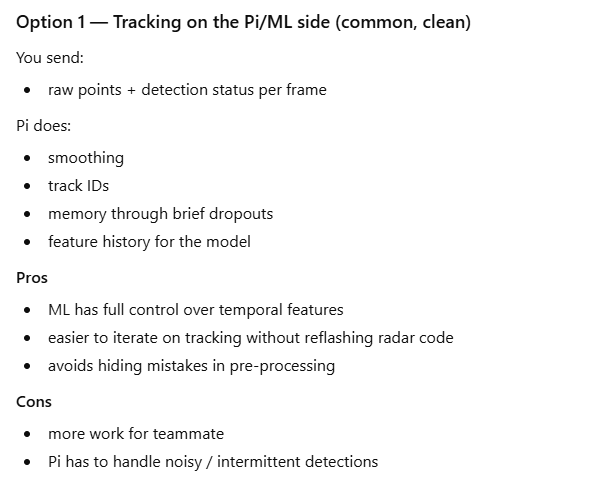 Option 1 — Tracking on the Pi/ML side (common, clean)
You send:
• raw points + detection status per frame
Pi does:
• smoothing
• track IDs
• memory through brief dropouts
• feature history for the model
Pros
• ML has full control over temporal features
• easier to iterate on tracking without reflashing radar code
• avoids hiding mistakes in pre-processing
Cons
• more work for teammate
• Pi has to handle noisy / intermittent detections